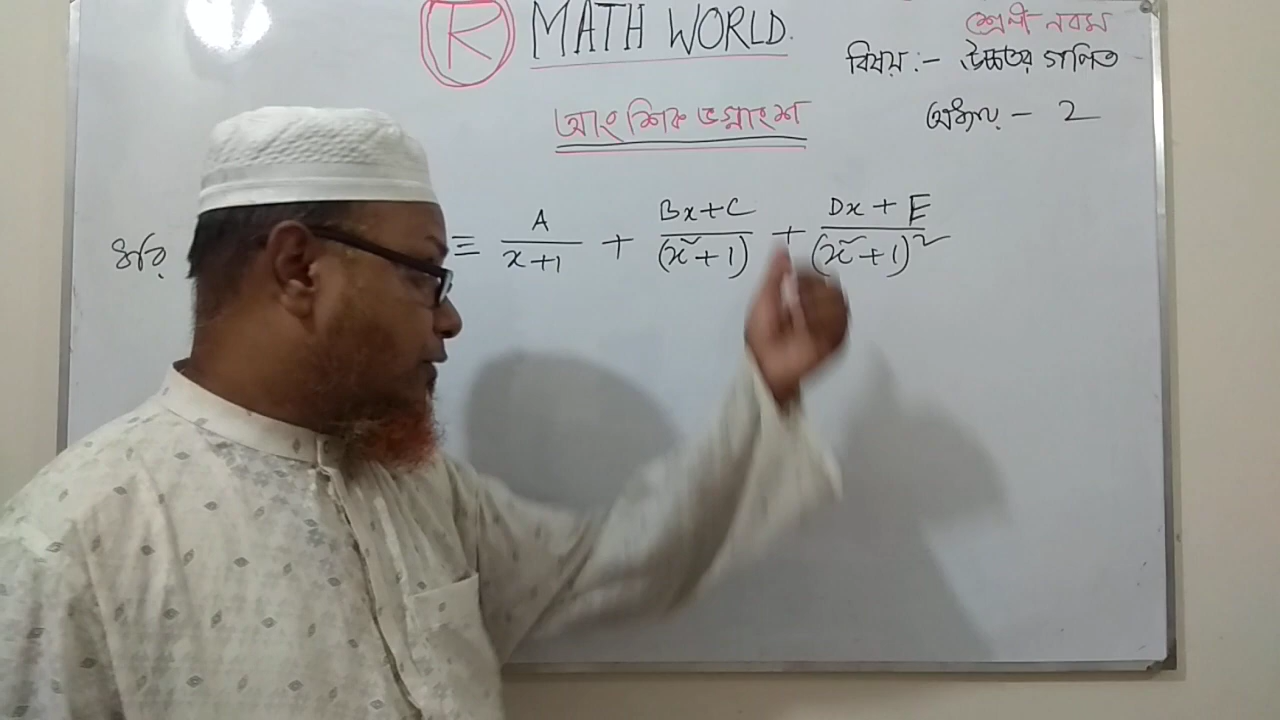 R MATH WORLD.
শ্রেণী নবম
বিষয় :- উচ্চতর গণিত
আংশিক ভগ্নাংশ
অধ্যায় - 2
ধরি, ≡ A/(x+1) + (Bx+C)/(x²+1) + (Dx+E)/(x²+1)²